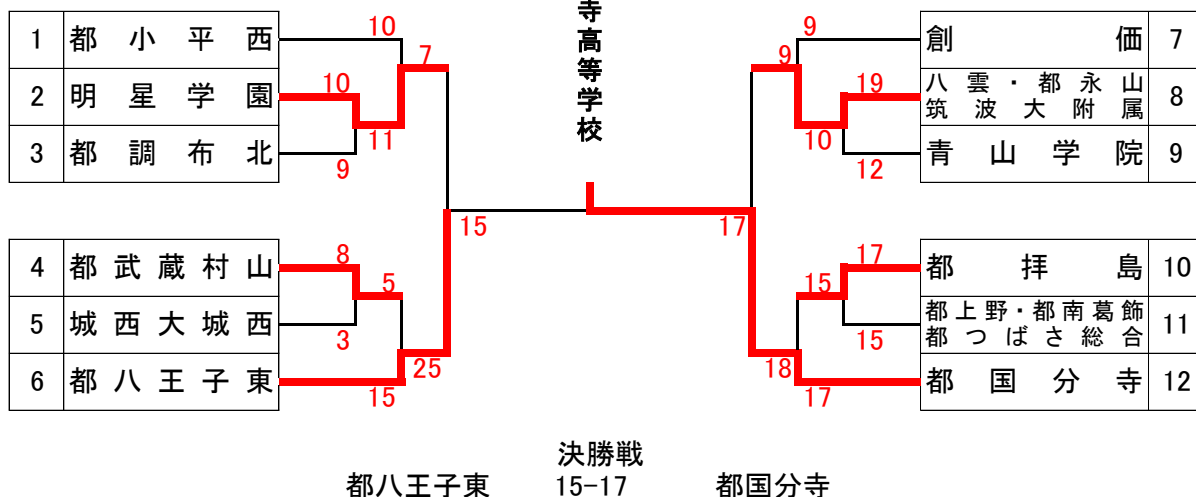 寺高等学校
1 都小平西
2 明星学園
3 都調布北
4 都武蔵村山
5 城西大城西
6 都八王子東
10
7
10
11
9
15
8
5
3
25
15
創価 7
八雲・都永山
筑波大附属 8
青山学院 9
都拝島 10
都上野・都南葛飾
都つばさ総合 11
都国分寺 12
9
9
19
10
12
17
17
15
15
18
17
決勝戦
都八王子東 15-17 都国分寺